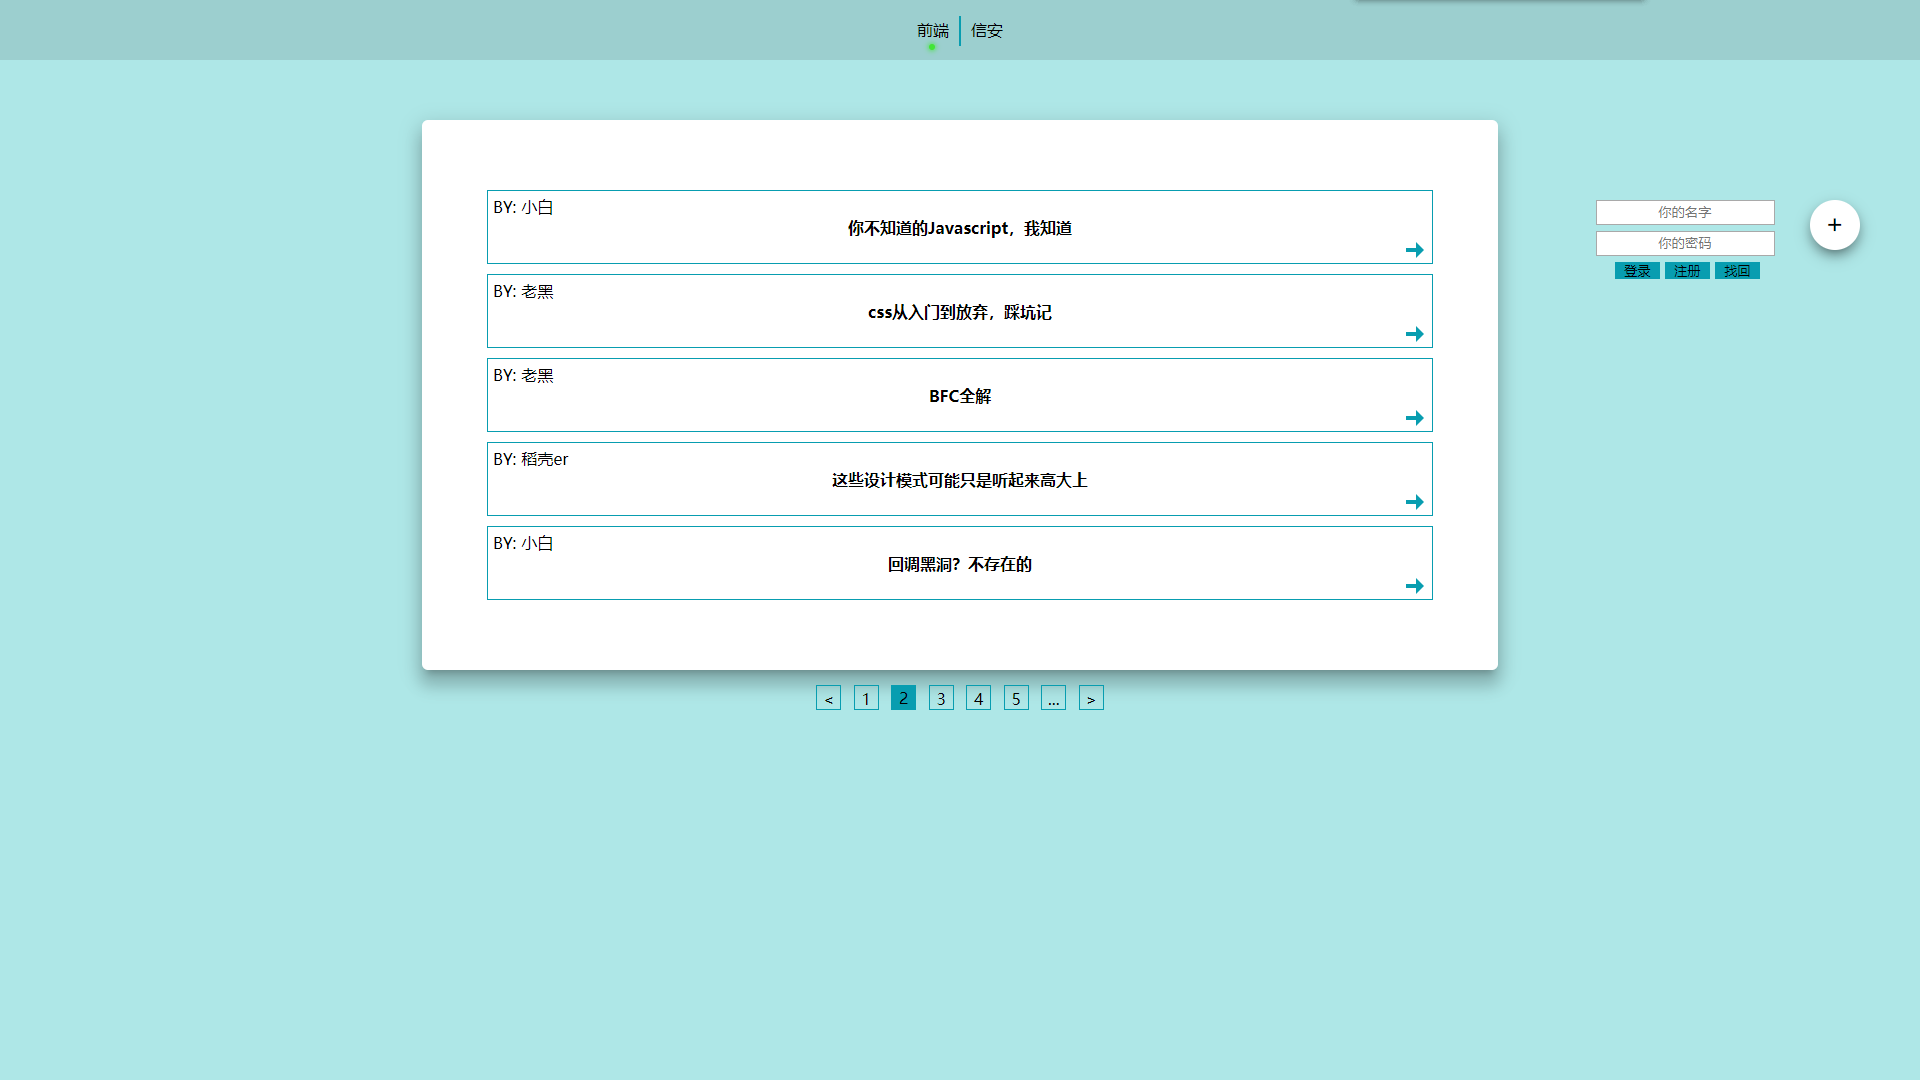 前端 信安
BY: 小白
你不知道的Javascript，我知道
BY: 老黑
css从入门到放弃，踩坑记
BY: 老黑
BFC全解
BY: 稻壳er
这些设计模式可能只是听起来高大上
BY: 小白
回调黑洞？不存在的
< 1 2 3 4 5 ... >
你的名字
你的密码
登录 注册 找回
+